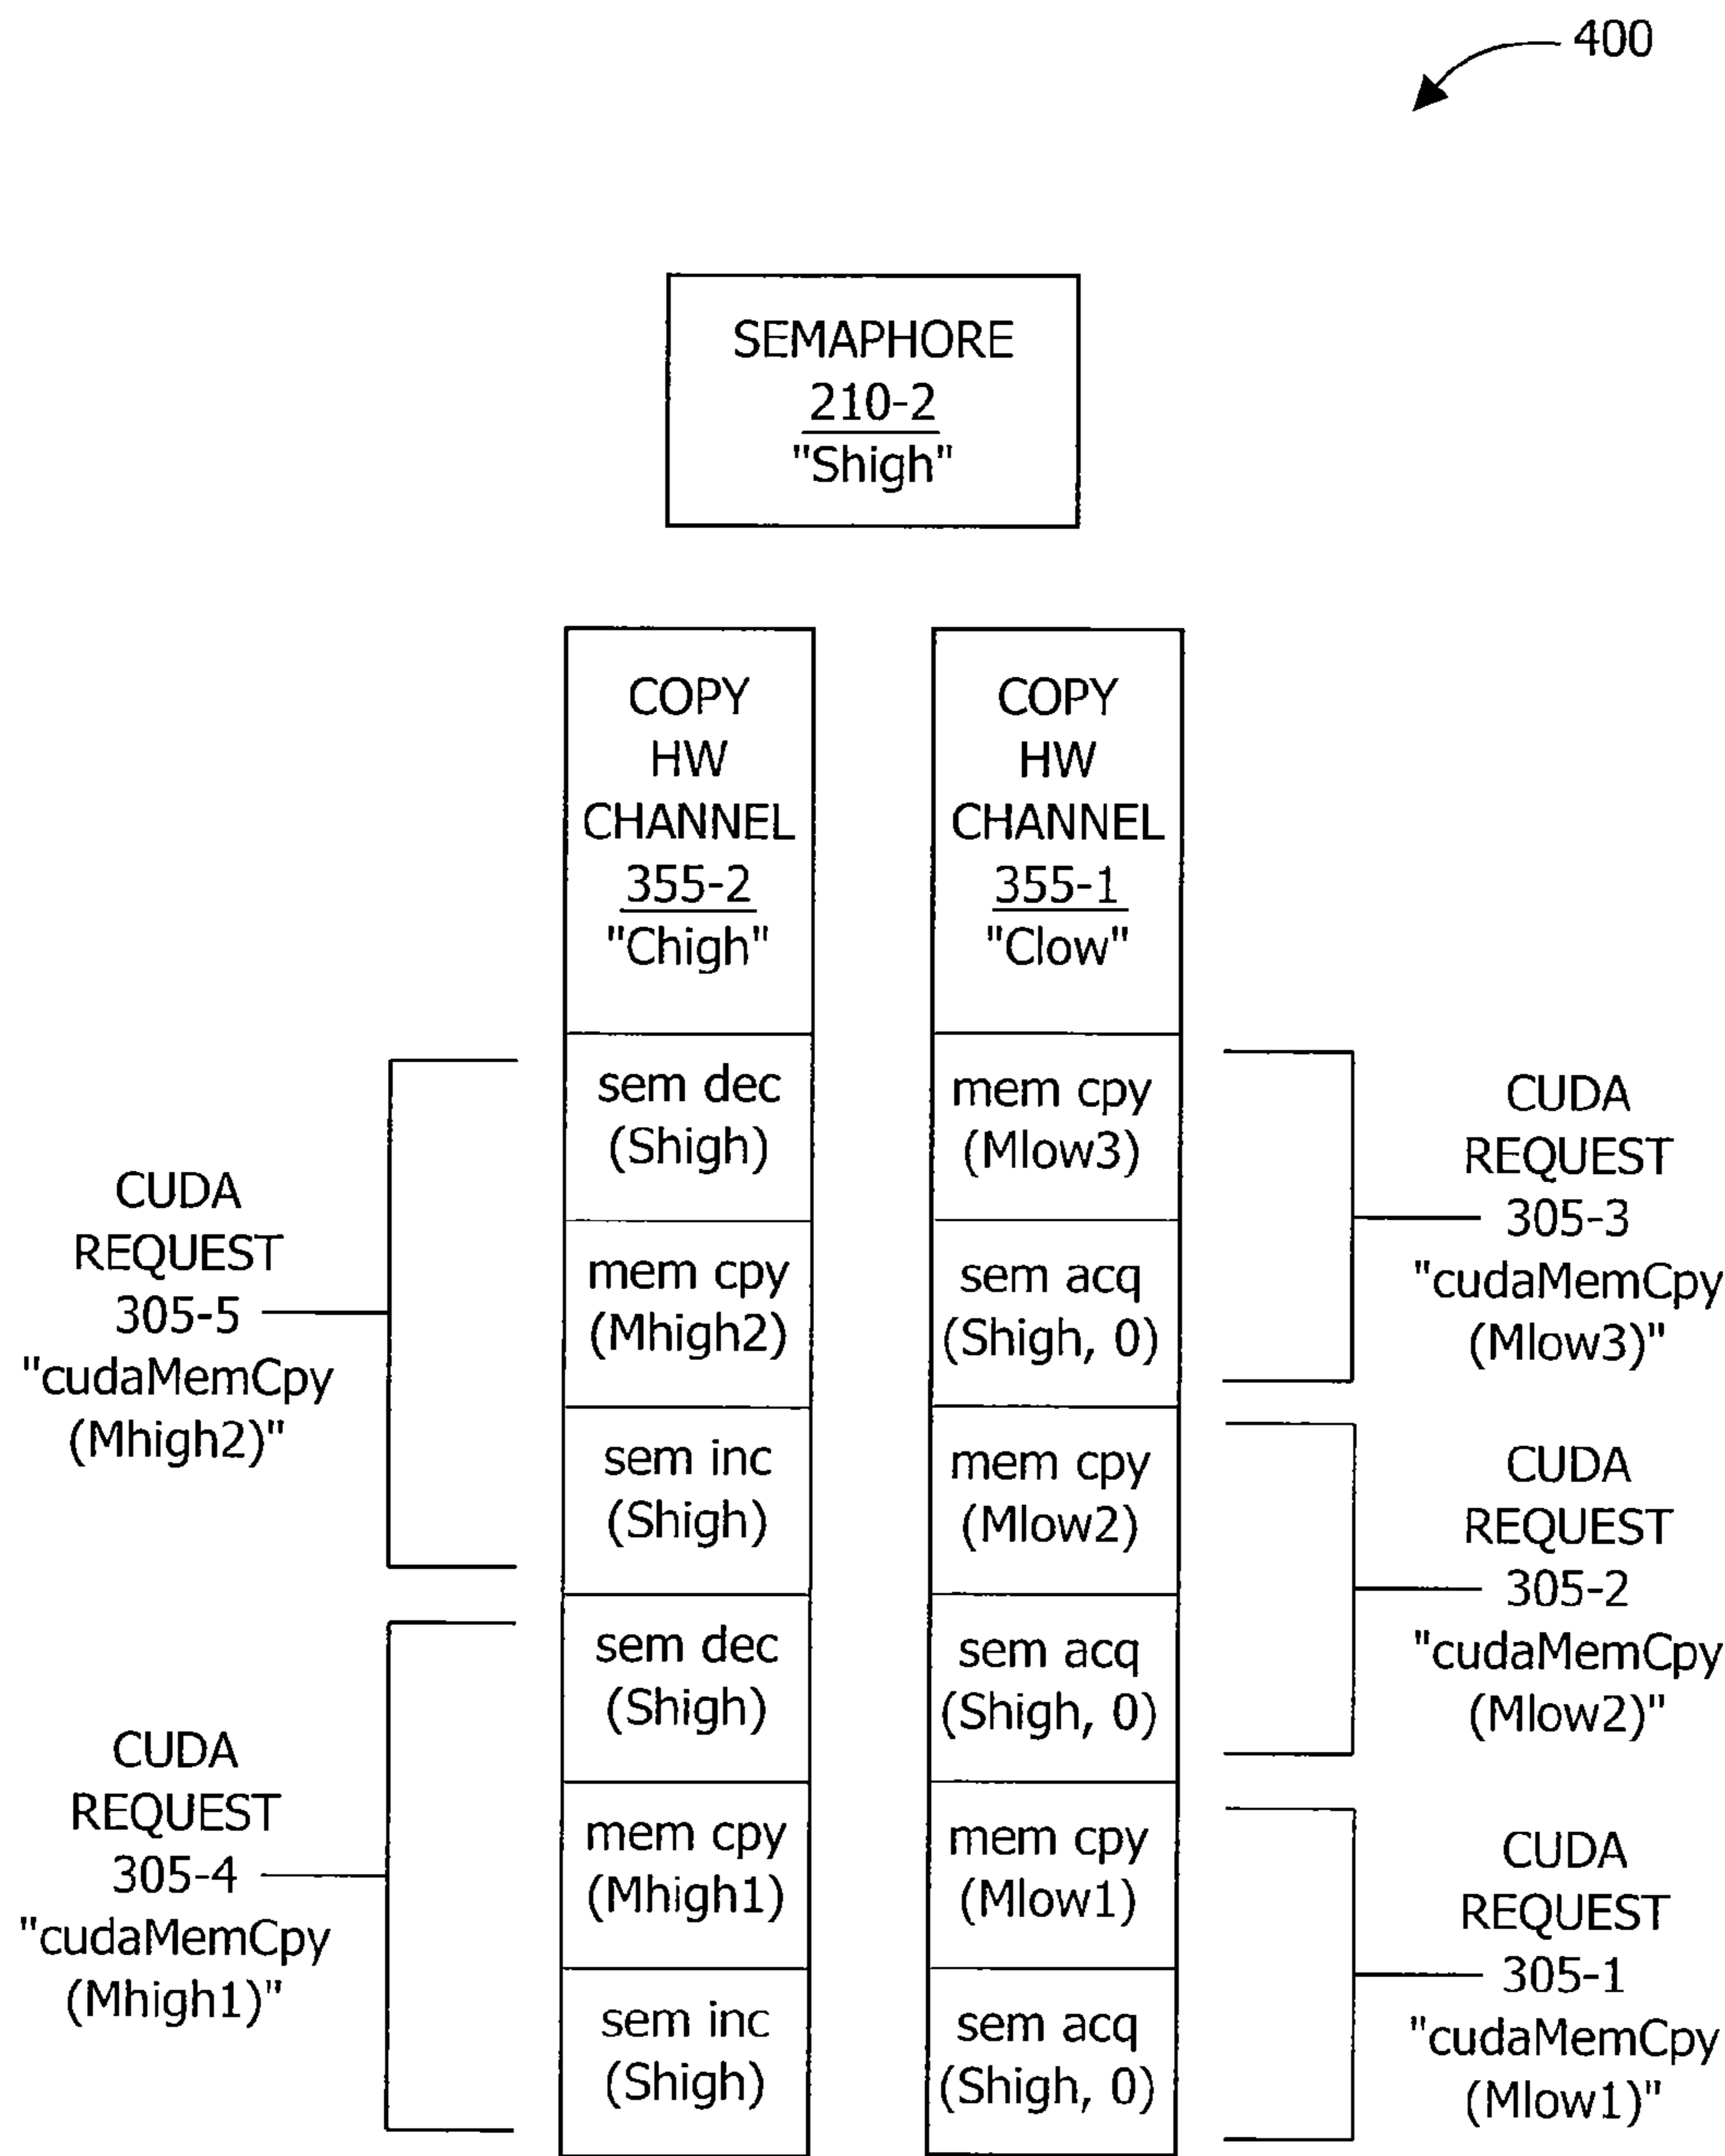 400
SEMAPHORE
210-2
"Shigh"
COPY
HW
CHANNEL
355-2
"Chigh"
COPY
HW
CHANNEL
355-1
"Clow"
CUDA
REQUEST
305-5
"cudaMemCpy
(Mhigh2)"
sem dec
(Shigh)
mem cpy
(Mhigh2)
sem inc
(Shigh)
CUDA
REQUEST
305-4
"cudaMemCpy
(Mhigh1)"
sem dec
(Shigh)
mem cpy
(Mhigh1)
sem inc
(Shigh)
mem cpy
(Mlow3)
sem acq
(Shigh, 0)
CUDA
REQUEST
305-3
"cudaMemCpy
(Mlow3)"
mem cpy
(Mlow2)
sem acq
(Shigh, 0)
CUDA
REQUEST
305-2
"cudaMemCpy
(Mlow2)"
mem cpy
(Mlow1)
sem acq
(Shigh, 0)
CUDA
REQUEST
305-1
"cudaMemCpy
(Mlow1)"